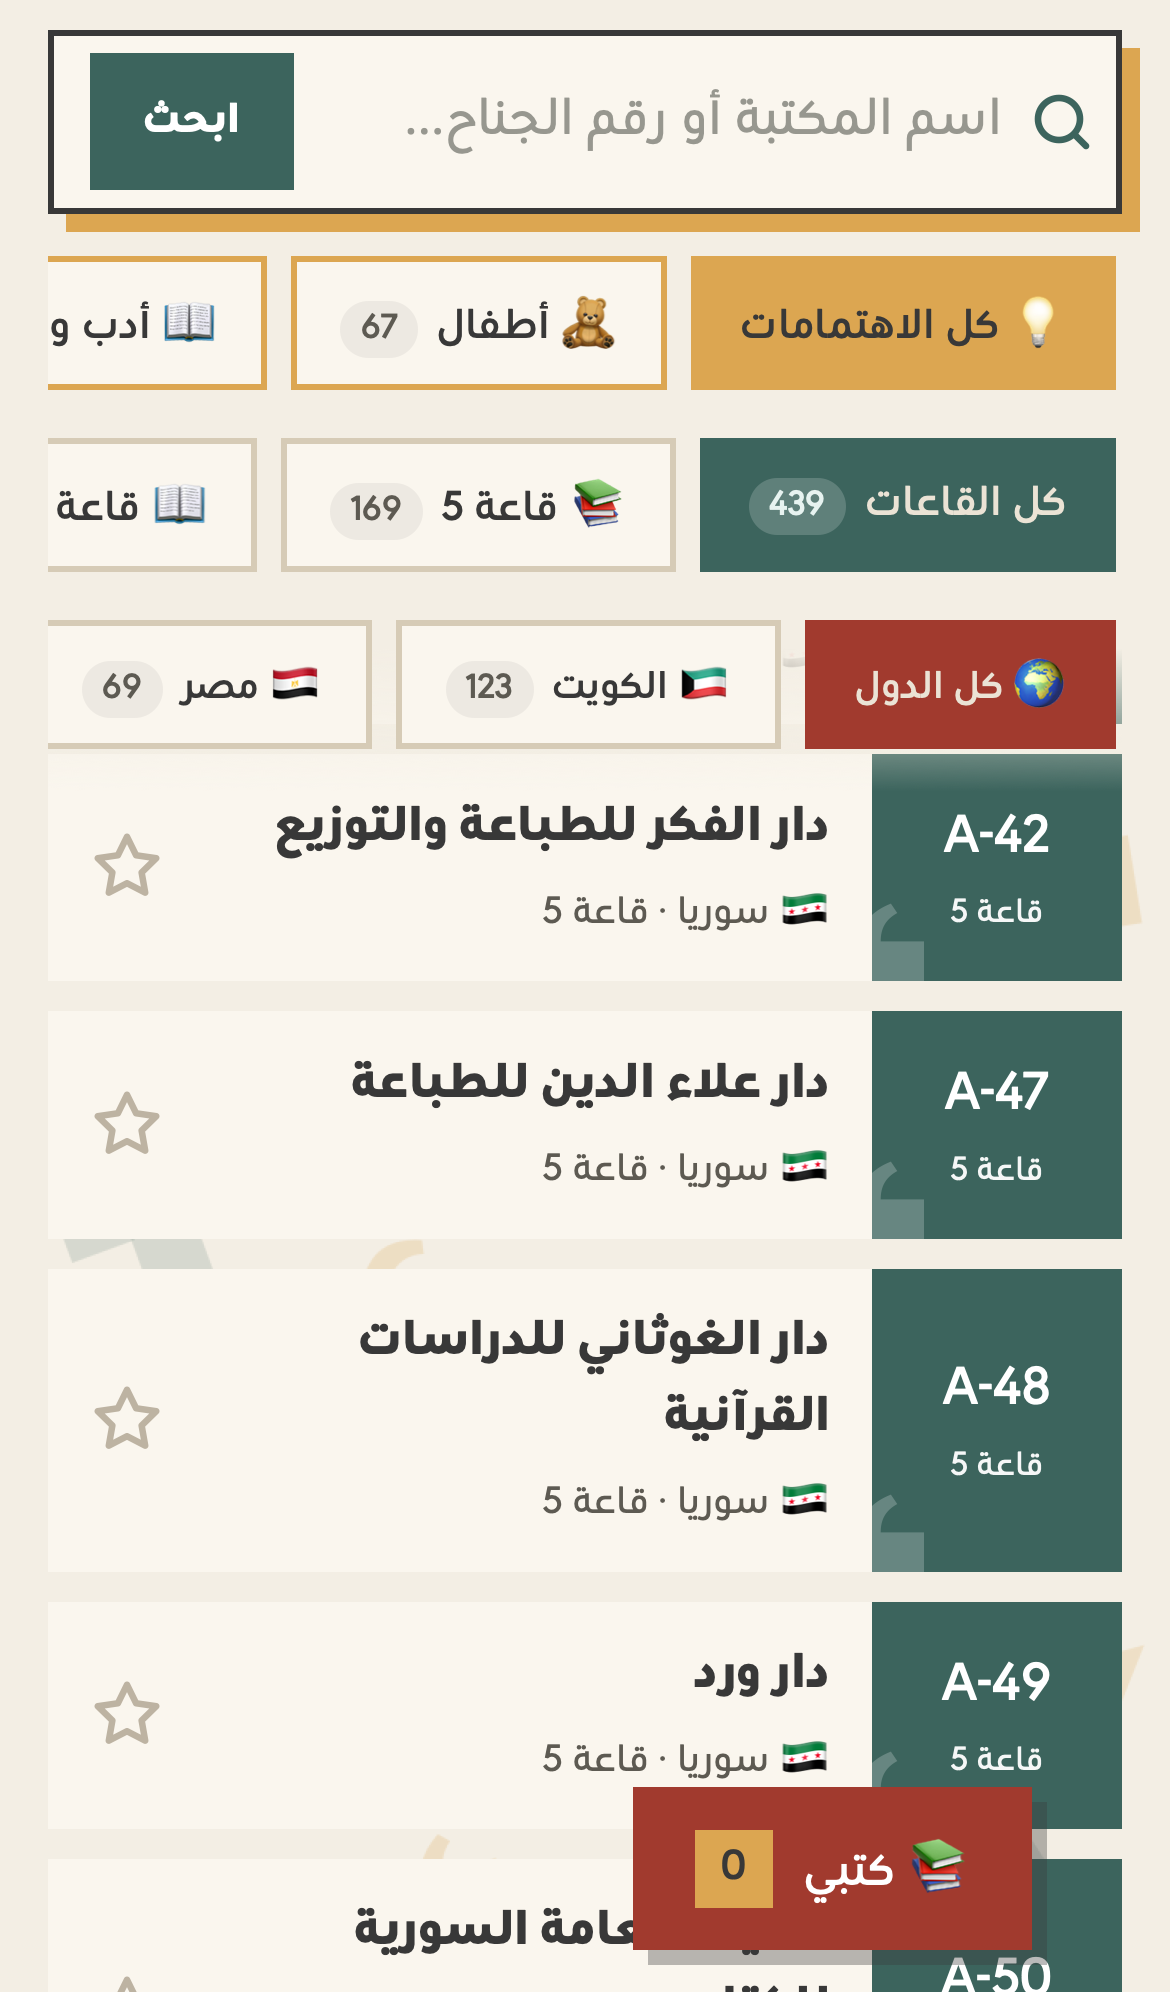 اسم المكتبة أو رقم الجناح...
ابحث
كل الاهتمامات
أطفال 67
أدب و
كل القاعات 439
قاعة 5 169
قاعة
كل الدول
الكويت 123
مصر 69
A-42
قاعة 5
دار الفكر للطباعة والتوزيع
سوريا · قاعة 5
A-47
قاعة 5
دار علاء الدين للطباعة
سوريا · قاعة 5
A-48
قاعة 5
دار الغوثاني للدراسات
القرآنية
سوريا · قاعة 5
A-49
قاعة 5
دار ورد
سوريا · قاعة 5
كتبي 0
A-50
السورية